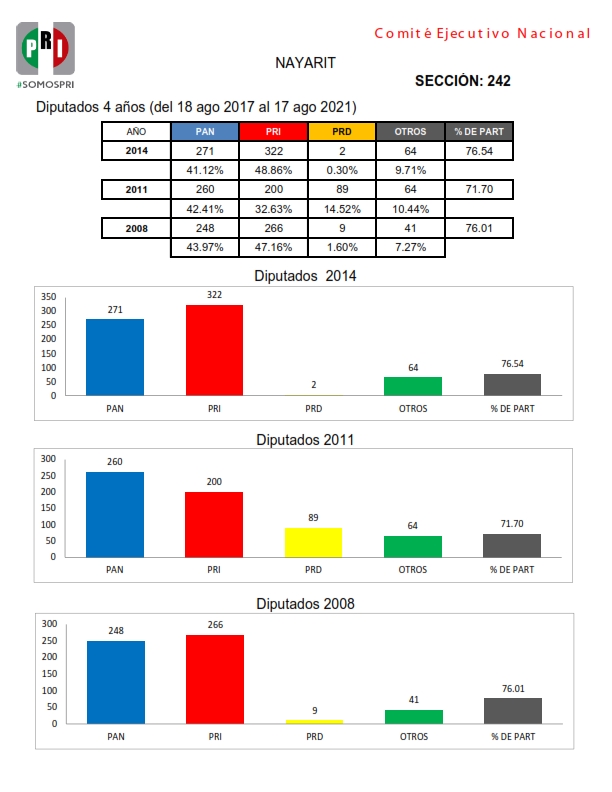 Comité Ejecutivo Nacional
PRI
#SOMOSPRI
NAYARIT
SECCIÓN: 242
Diputados 4 años (del 18 ago 2017 al 17 ago 2021)
AÑO PAN PRI PRD OTROS % DE PART
2014 271 322 2 64 76.54
41.12% 48.86% 0.30% 9.71%
2011 260 200 89 64 71.70
42.41% 32.63% 14.52% 10.44%
2008 248 266 9 41 76.01
43.97% 47.16% 1.60% 7.27%
Diputados 2014
350
300
250
200
150
100
50
0
271 322 2 64 76.54
PAN PRI PRD OTROS % DE PART
Diputados 2011
300
250
200
150
100
50
0
260 200 89 64 71.70
PAN PRI PRD OTROS % DE PART
Diputados 2008
300
250
200
150
100
50
0
248 266 9 41 76.01
PAN PRI PRD OTROS % DE PART